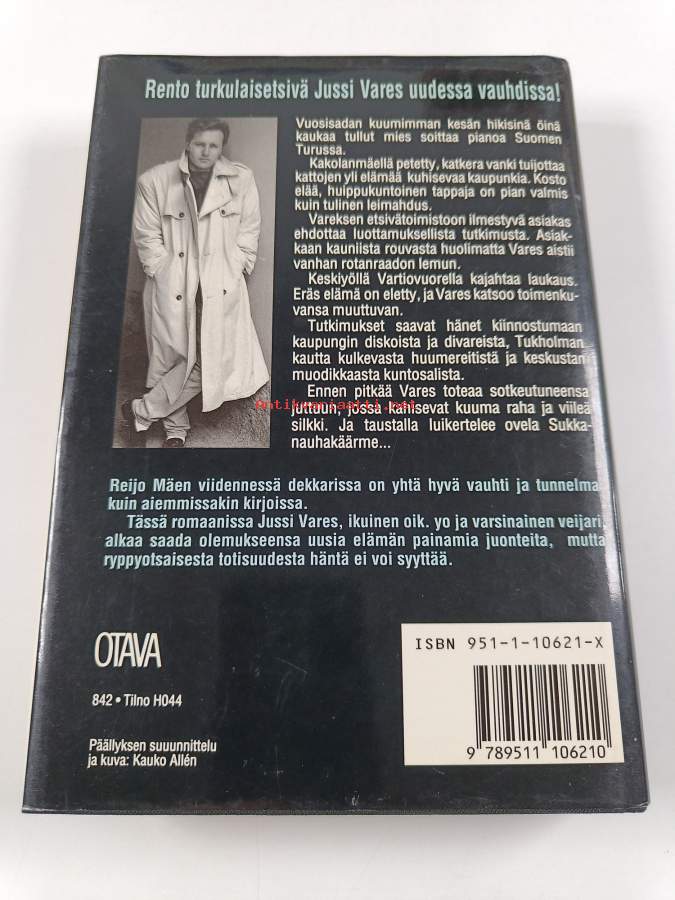 Rento turkulaisetsivä Jussi Vares uudessa vauhdissa!
Vuosisadan kuumimman kesän hikisinä öinä
kaukaa tullut mies soittaa pianoa Suomen
Turussa.
Kakolanmäellä petetty, katkera vanki tuijottaa
kattojen yli elämää kuhisevaa kaupunkia. Kosto
elää, huippukuntoinen tappaja on pian valmis
kuin tulinen leimahdus.
Vareksen etsivätoimistoon ilmestyvä asiakas
ehdottaa luottamuksellista tutkimusta. Asiak-
kaan kauniista rouvasta huolimatta Vares aistii
vanhan rotanraadon lemun.
Keskiyöllä Vartiovuorella kajahtaa laukaus.
Eräs elämä on eletty, ja Vares katsoo toimenku-
vansa muuttuvan.
Tutkimukset saavat hänet kiinnostumaan
kaupungin diskoista ja divareista, Tukholman
kautta kulkevasta huumereitistä ja keskustan
muodikkaasta kuntosalista.
Ennen pitkää Vares toteaa sotkeutuneensa
juttuun, jossa kahisevat kuuma raha ja viileä
silkki. Ja taustalla luikertelee ovela Sukka-
nauhakäärme...
Antikvariaatti.net
Reijo Mäen viidennessä dekkarissa on yhtä hyvä vauhti ja tunnelma
kuin aiemmissakin kirjoissa.
Tässä romaanissa Jussi Vares, ikuinen oik. yo ja varsinainen veijari,
alkaa saada olemukseensa uusia elämän painamia juonteita, mutta
ryppyotsaisesta totisuudesta häntä ei voi syyttää.
OTAVA
842 • Tilno H044
Päällyksen suuunnittelu
ja kuva: Kauko Allén
ISBN 951-1-10621-X
9 789511 106210